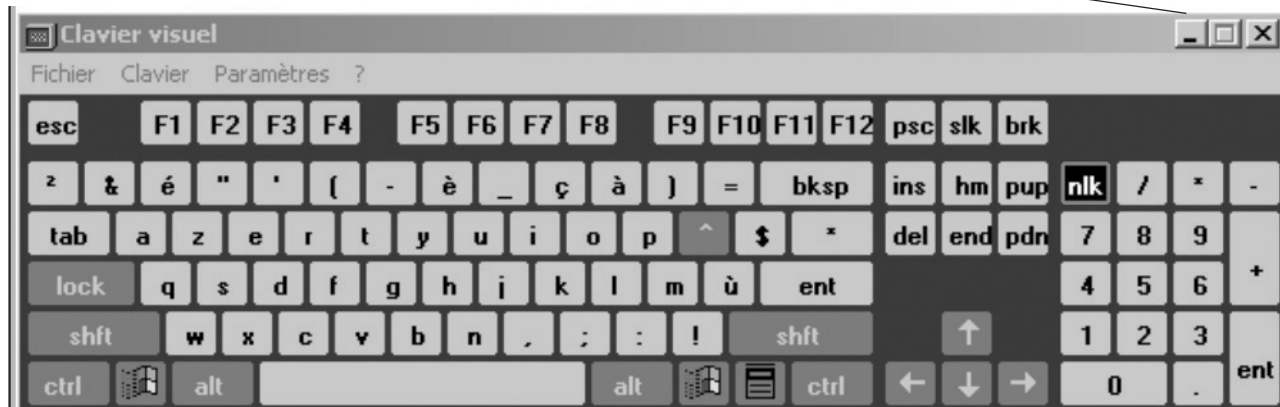 Clavier visuel
Fichier Clavier Paramètres ?
esc F1 F2 F3 F4 F5 F6 F7 F8 F9 F10 F11 F12 psc slk brk
² & é " ' ( - è _ ç à ) = bksp ins hm pup nlk / * -
tab a z e r t y u i o p ^ $ * del end pdn 7 8 9 +
lock q s d f g h j k l m ù ent 4 5 6
shft w x c v b n , ; : ! shft ↑ 1 2 3 ent
ctrl alt alt ctrl ← ↓ → 0 .